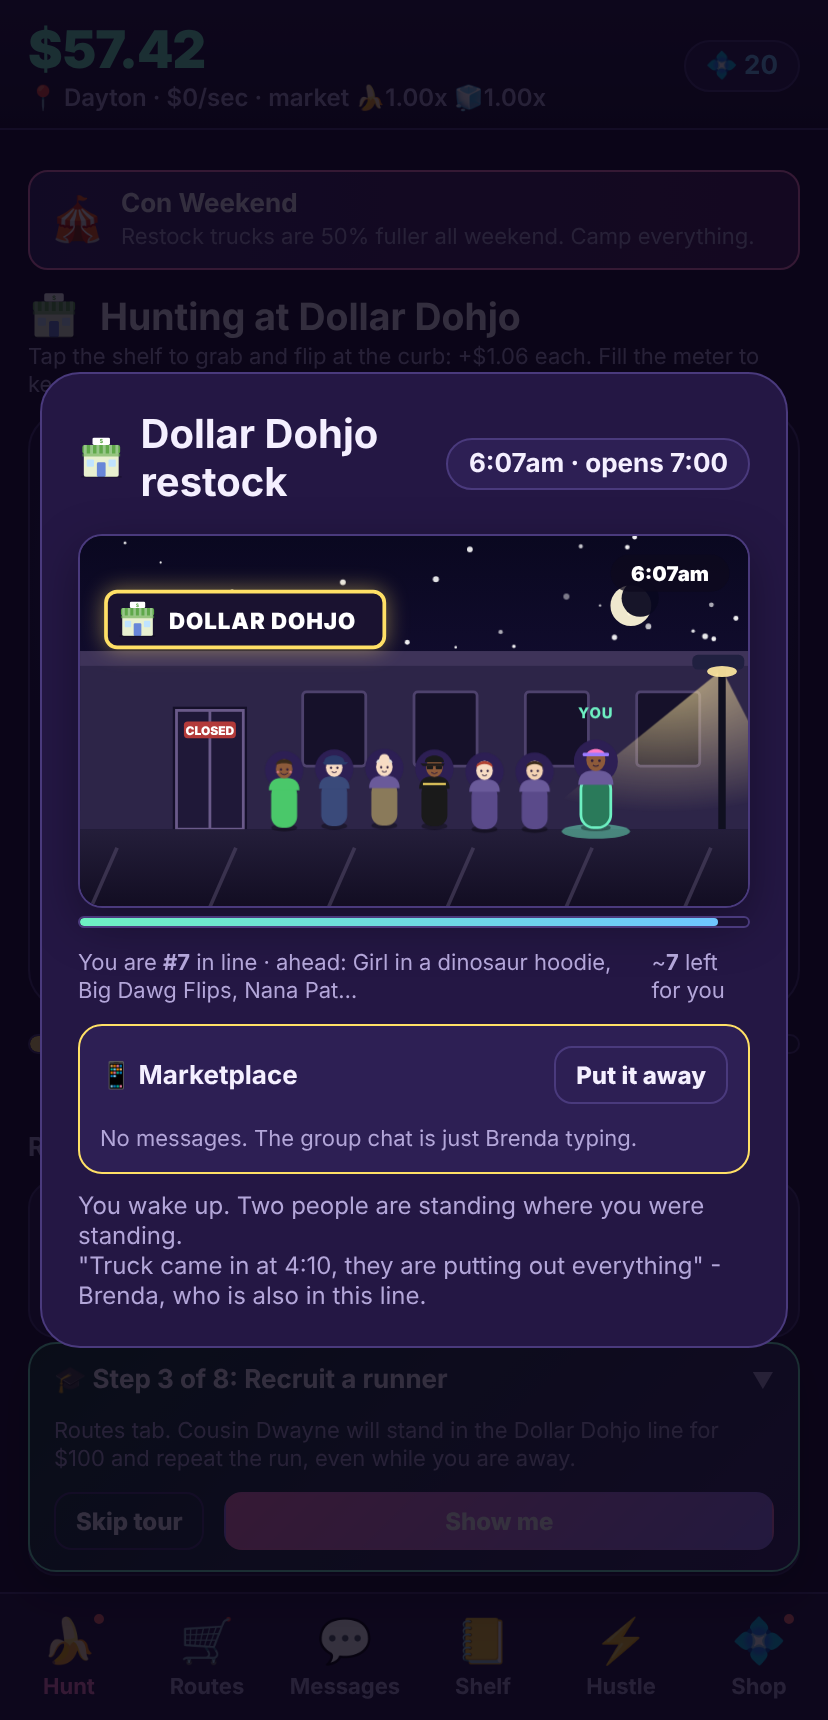 $57.42
20
Dayton · $0/sec · market 🍌1.00x 🧊1.00x
Con Weekend
Restock trucks are 50% fuller all weekend. Camp everything.
Hunting at Dollar Dohjo
Tap the shelf to grab and flip at the curb: +$1.06 each. Fill the meter to
Dollar Dohjo
restock
6:07am · opens 7:00
6:07am
DOLLAR DOHJO
YOU
CLOSED
You are #7 in line · ahead: Girl in a dinosaur hoodie,
Big Dawg Flips, Nana Pat...
~7 left
for you
Marketplace
Put it away
No messages. The group chat is just Brenda typing.
You wake up. Two people are standing where you were
standing.
"Truck came in at 4:10, they are putting out everything" -
Brenda, who is also in this line.
Step 3 of 8: Recruit a runner
Routes tab. Cousin Dwayne will stand in the Dollar Dohjo line for
$100 and repeat the run, even while you are away.
Skip tour
Show me
Hunt
Routes
Messages
Shelf
Hustle
Shop